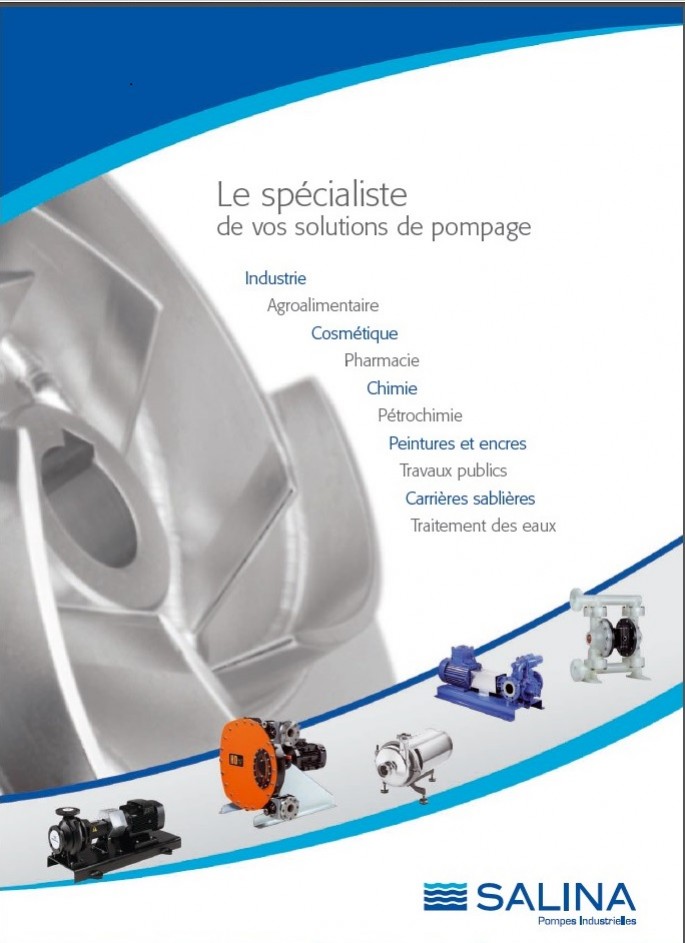 Le spécialiste
de vos solutions de pompage
Industrie
Agroalimentaire
Cosmétique
Pharmacie
Chimie
Pétrochimie
Peintures et encres
Travaux publics
Carrières sablières
Traitement des eaux
SALINA
Pompes Industrielles